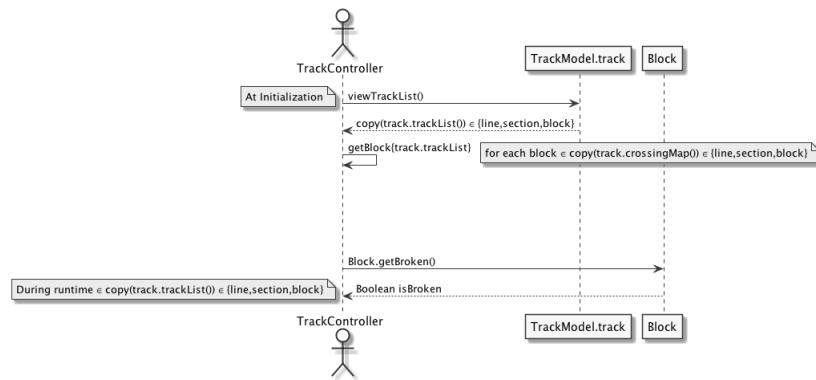 TrackController
TrackModel.track
Block
At Initialization
viewTrackList()
copy(track.trackList()) ∈ {line,section,block}
getBlock{track.trackList}
for each block ∈ copy(track.crossingMap()) ∈ {line,section,block}
Block.getBroken()
During runtime ∈ copy(track.trackList()) ∈ {line,section,block}
Boolean isBroken
TrackController
TrackModel.track
Block